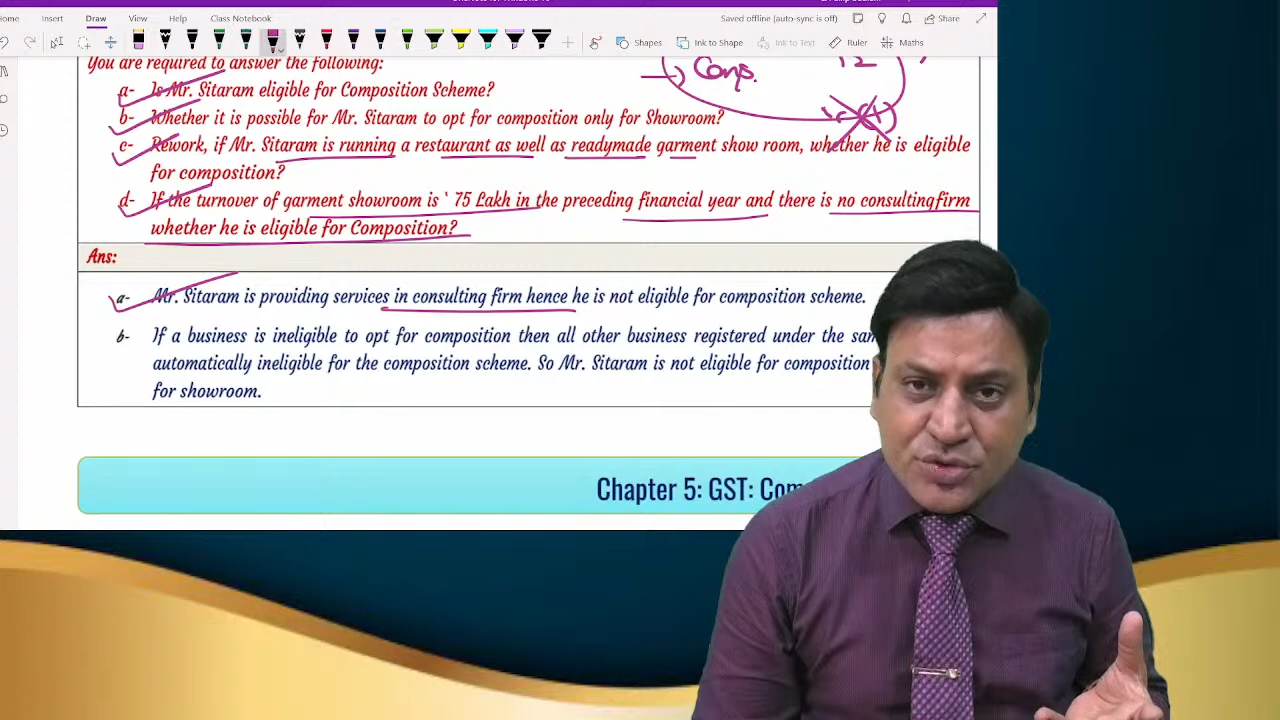 Home Insert Draw View Help Class Notebook Saved offline (auto-sync is off) Share
Shapes Ink to Shape Ink to Text Ruler Maths
You are required to answer the following:
Comp. 12
a- Is Mr. Sitaram eligible for Composition Scheme?
b- Whether it is possible for Mr. Sitaram to opt for composition only for Showroom?
c- Rework, if Mr. Sitaram is running a restaurant as well as readymade garment show room, whether he is eligible
for composition?
d- If the turnover of garment showroom is ` 75 Lakh in the preceding financial year and there is no consultingfirm
whether he is eligible for Composition?
Ans:
a- Mr. Sitaram is providing services in consulting firm hence he is not eligible for composition scheme.
b- If a business is ineligible to opt for composition then all other business registered under the
automatically ineligible for the composition scheme. So Mr. Sitaram is not eligible for composition
for showroom.
Chapter 5: GST: